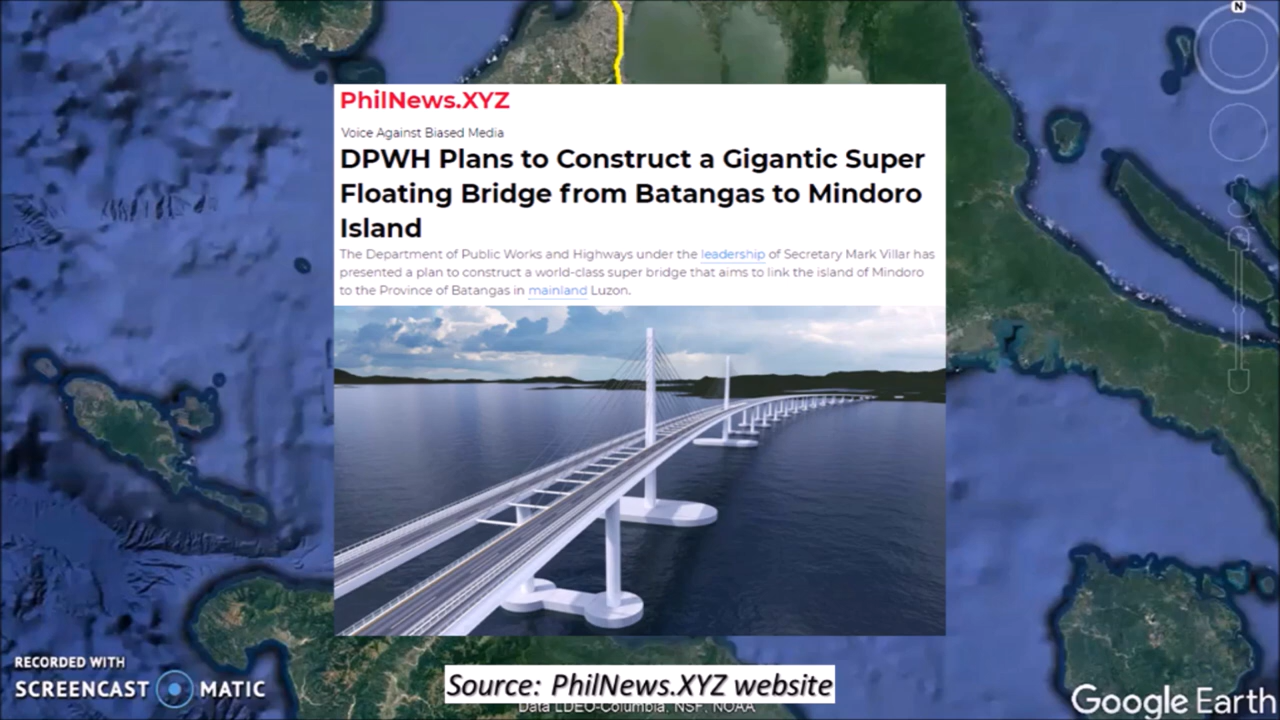 N
PhilNews.XYZ
Voice Against Biased Media
DPWH Plans to Construct a Gigantic Super
Floating Bridge from Batangas to Mindoro
Island
The Department of Public Works and Highways under the leadership of Secretary Mark Villar has
presented a plan to construct a world-class super bridge that aims to link the island of Mindoro
to the Province of Batangas in mainland Luzon.
RECORDED WITH
SCREENCAST MATIC
Source: PhilNews.XYZ website
Data LDEO-Columbia, NSF, NOAA
Google Earth